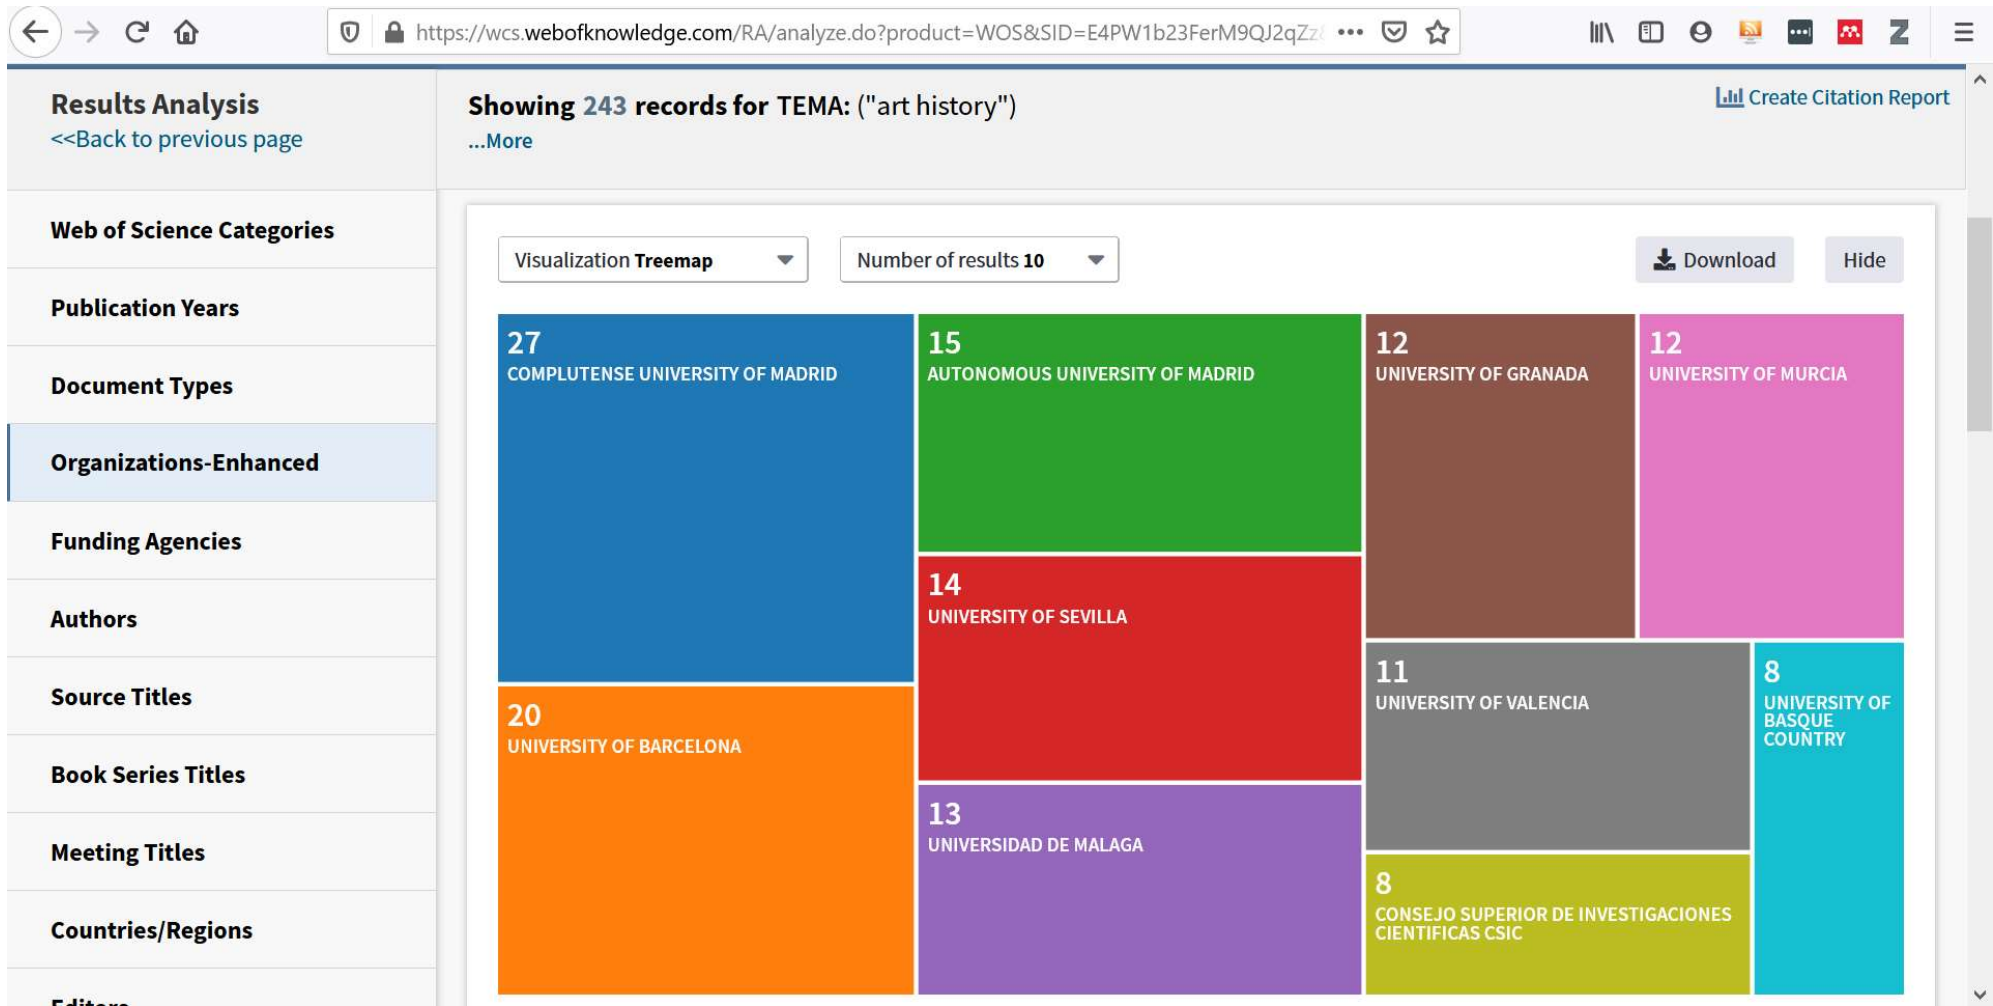 https://wcs.webofknowledge.com/RA/analyze.do?product=WOS&SID=E4PW1b23FerM9QJ2qZz
Results Analysis
<<Back to previous page
Showing 243 records for TEMA: ("art history")
...More
Create Citation Report
Web of Science Categories
Publication Years
Document Types
Organizations-Enhanced
Funding Agencies
Authors
Source Titles
Book Series Titles
Meeting Titles
Countries/Regions
Editors
Visualization Treemap
Number of results 10
Download
Hide
27
COMPLUTENSE UNIVERSITY OF MADRID
20
UNIVERSITY OF BARCELONA
15
AUTONOMOUS UNIVERSITY OF MADRID
14
UNIVERSITY OF SEVILLA
13
UNIVERSIDAD DE MALAGA
12
UNIVERSITY OF GRANADA
12
UNIVERSITY OF MURCIA
11
UNIVERSITY OF VALENCIA
8
UNIVERSITY OF
BASQUE
COUNTRY
8
CONSEJO SUPERIOR DE INVESTIGACIONES
CIENTIFICAS CSIC